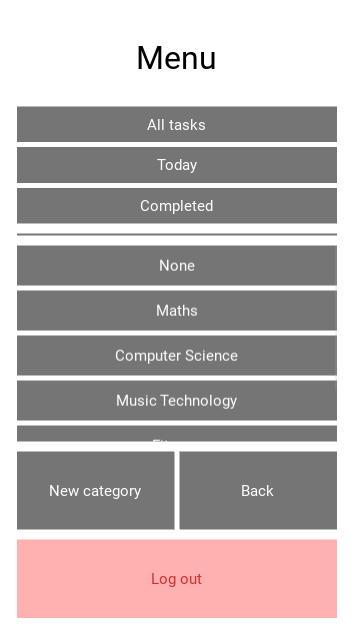 Menu
All tasks
Today
Completed
None
Maths
Computer Science
Music Technology
New category
Back
Log out